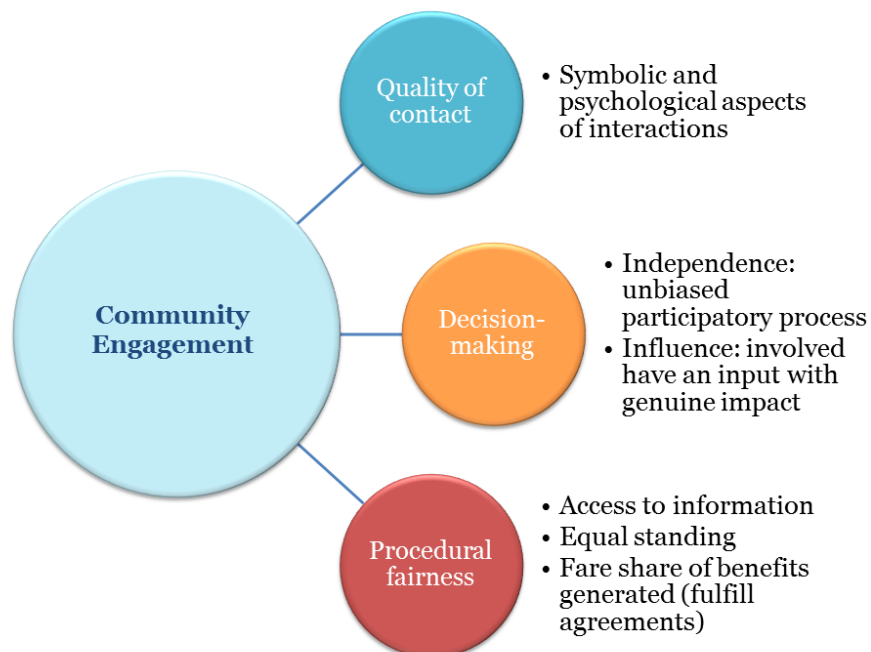 Community
Engagement
Quality of
contact
• Symbolic and
psychological aspects
of interactions
Decision-
making
• Independence:
unbiased
participatory process
• Influence: involved
have an input with
genuine impact
Procedural
fairness
• Access to information
• Equal standing
• Fare share of benefits
generated (fulfill
agreements)